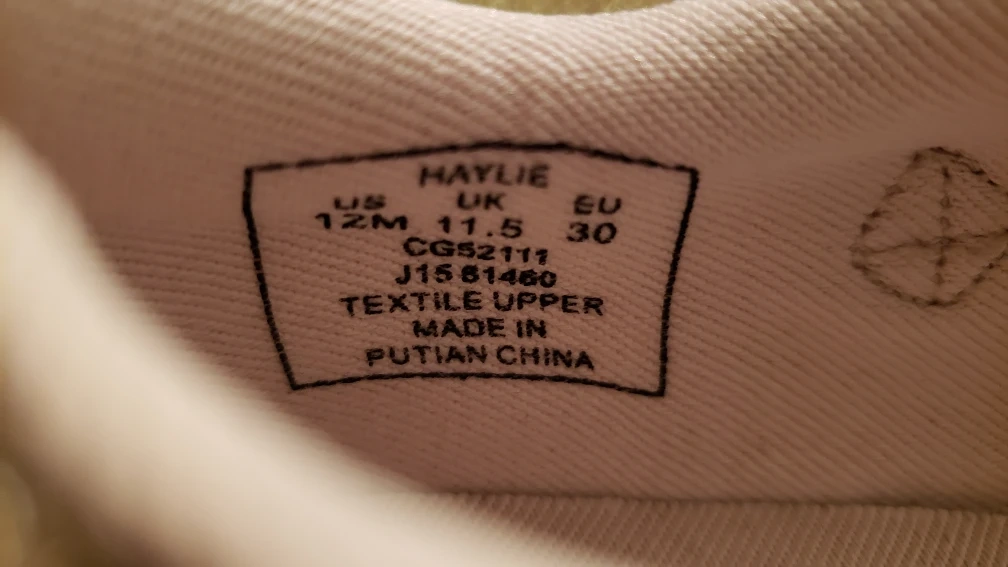 HAYLIE
US UK EU
12M 11.5 30
CG52111
J1561460
TEXTILE UPPER
MADE IN
PUTIAN CHINA